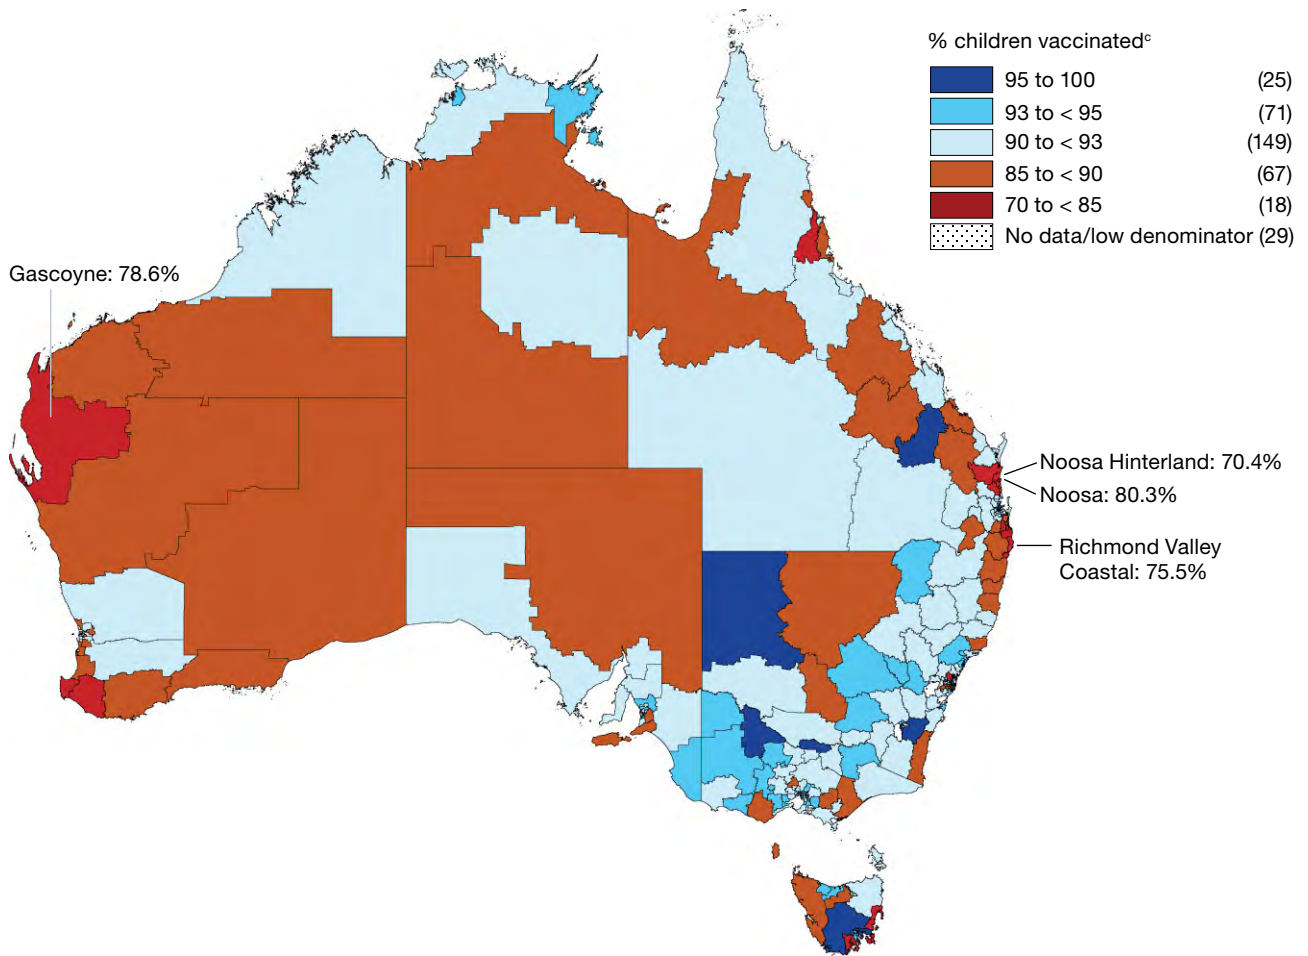 % children vaccinatedᶜ
95 to 100 (25)
93 to < 95 (71)
90 to < 93 (149)
85 to < 90 (67)
70 to < 85 (18)
No data/low denominator (29)
Gascoyne: 78.6%
Noosa Hinterland: 70.4%
Noosa: 80.3%
Richmond Valley
Coastal: 75.5%